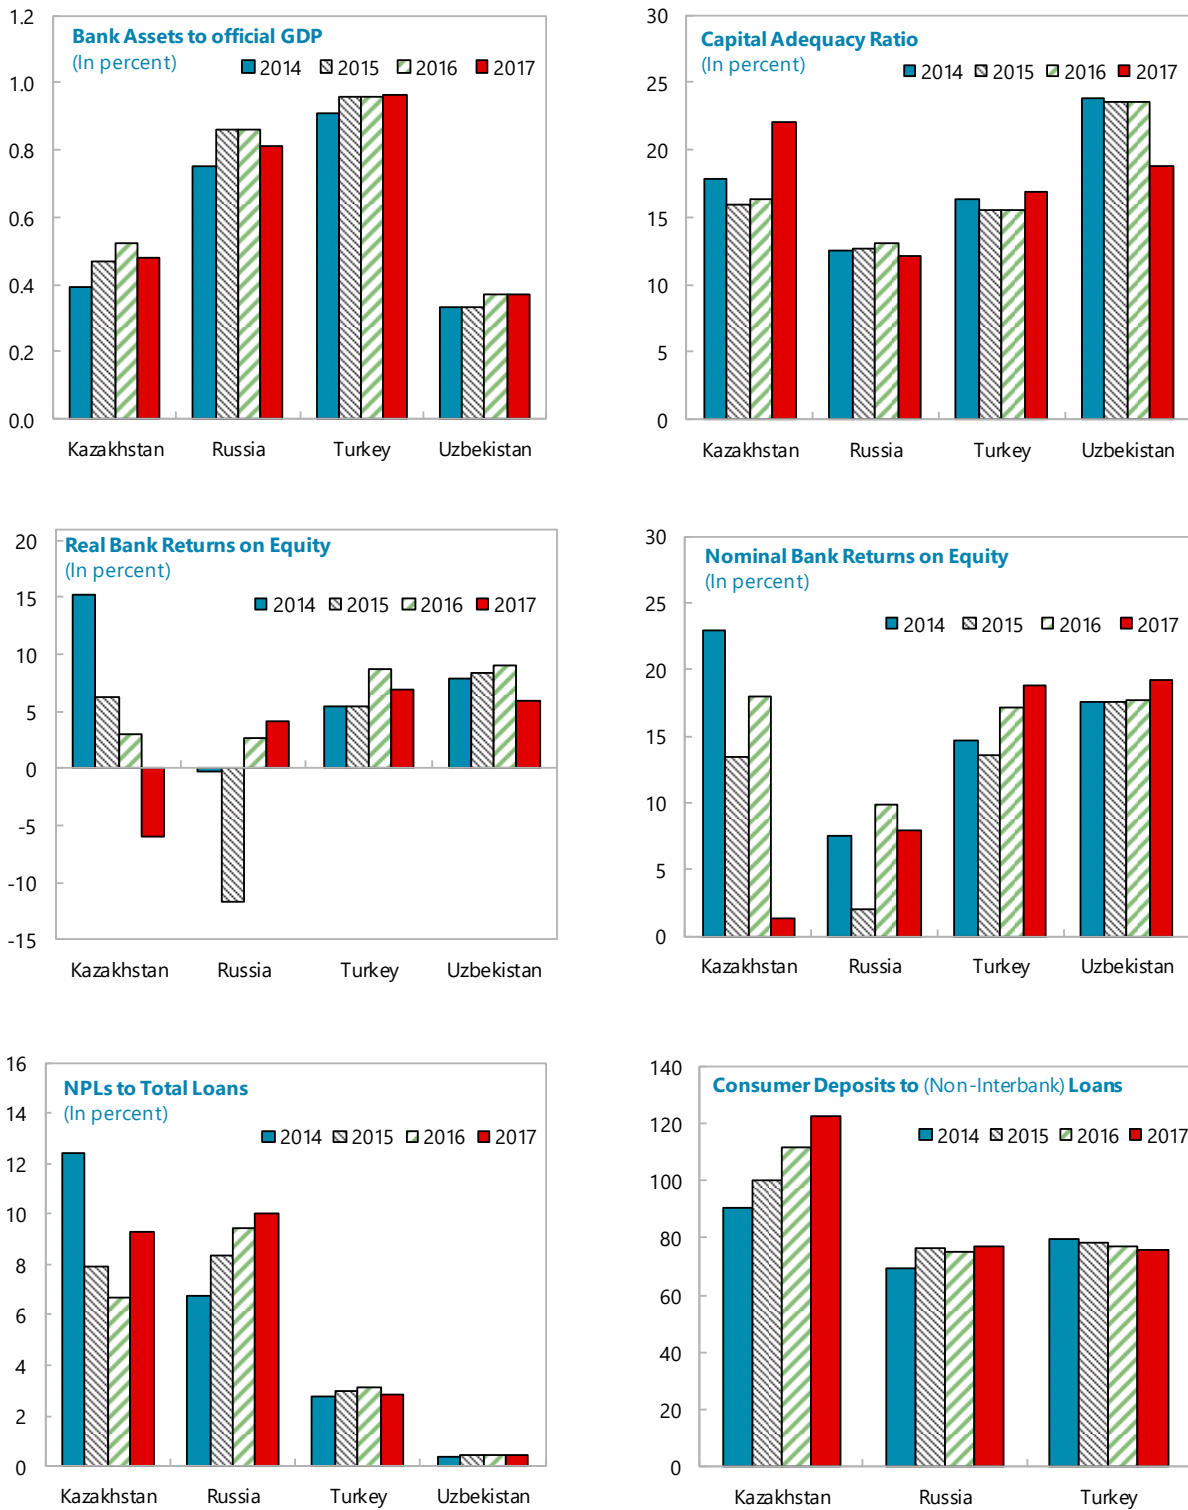 Bank Assets to official GDP
(In percent)
2014 2015 2016 2017
1.2
1.0
0.8
0.6
0.4
0.2
0.0
Kazakhstan Russia Turkey Uzbekistan
Capital Adequacy Ratio
(In percent)
2014 2015 2016 2017
30
25
20
15
10
5
0
Kazakhstan Russia Turkey Uzbekistan
Real Bank Returns on Equity
(In percent)
2014 2015 2016 2017
20
15
10
5
0
-5
-10
-15
Kazakhstan Russia Turkey Uzbekistan
Nominal Bank Returns on Equity
(In percent)
2014 2015 2016 2017
30
25
20
15
10
5
0
Kazakhstan Russia Turkey Uzbekistan
NPLs to Total Loans
(In percent)
2014 2015 2016 2017
16
14
12
10
8
6
4
2
0
Kazakhstan Russia Turkey Uzbekistan
Consumer Deposits to (Non-Interbank) Loans
2014 2015 2016 2017
140
120
100
80
60
40
20
0
Kazakhstan Russia Turkey